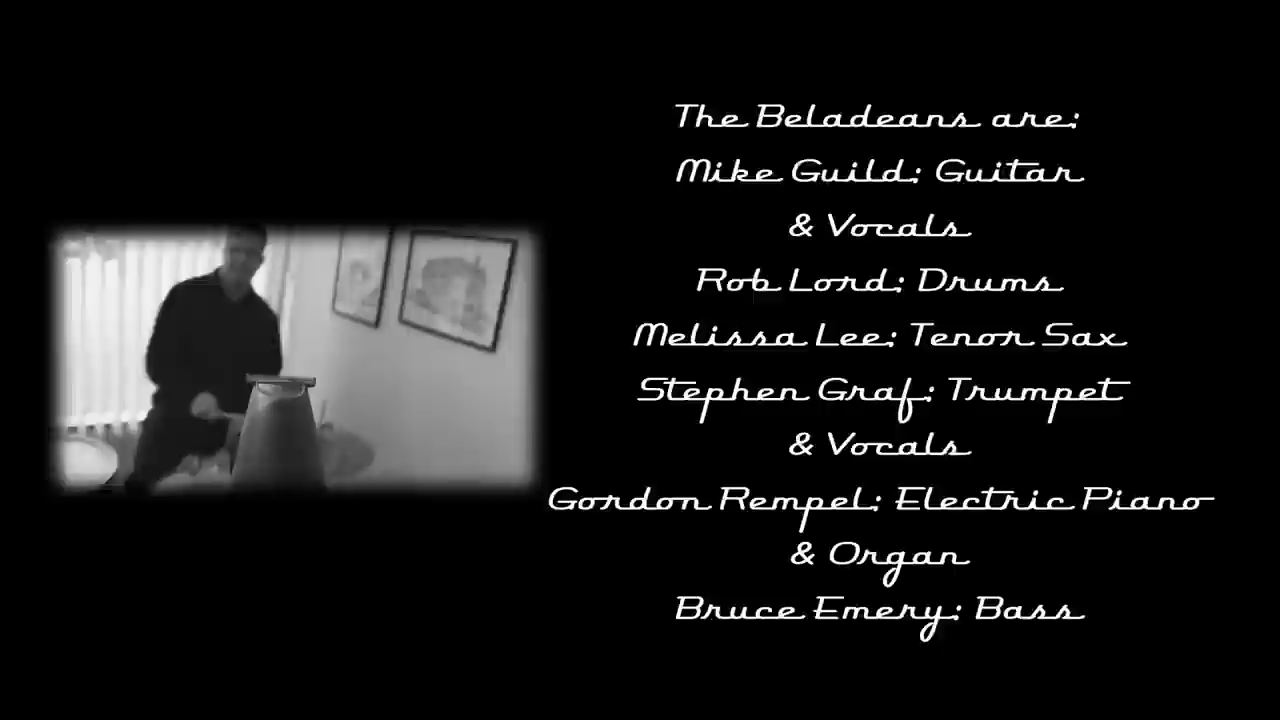 The Beladeans are:
Mike Guild: Guitar
& Vocals
Rob Lord: Drums
Melissa Lee: Tenor Sax
Stephen Graf: Trumpet
& Vocals
Gordon Rempel: Electric Piano
& Organ
Bruce Emery: Bass